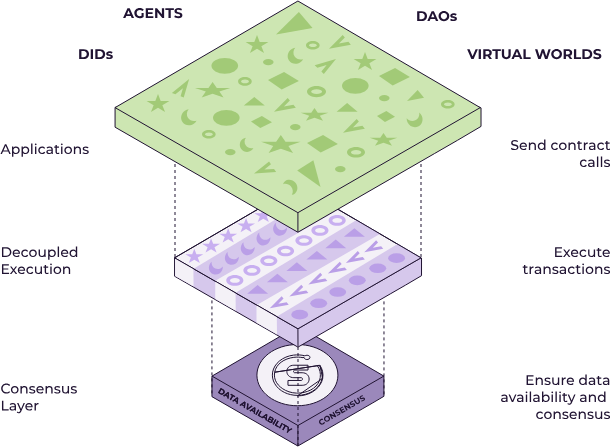 AGENTS
DAOs
DIDs
VIRTUAL WORLDS
Applications
Send contract
calls
Decoupled
Execution
Execute
transactions
Consensus
Layer
DATA AVAILABILITY
CONSENSUS
Ensure data
availability and
consensus